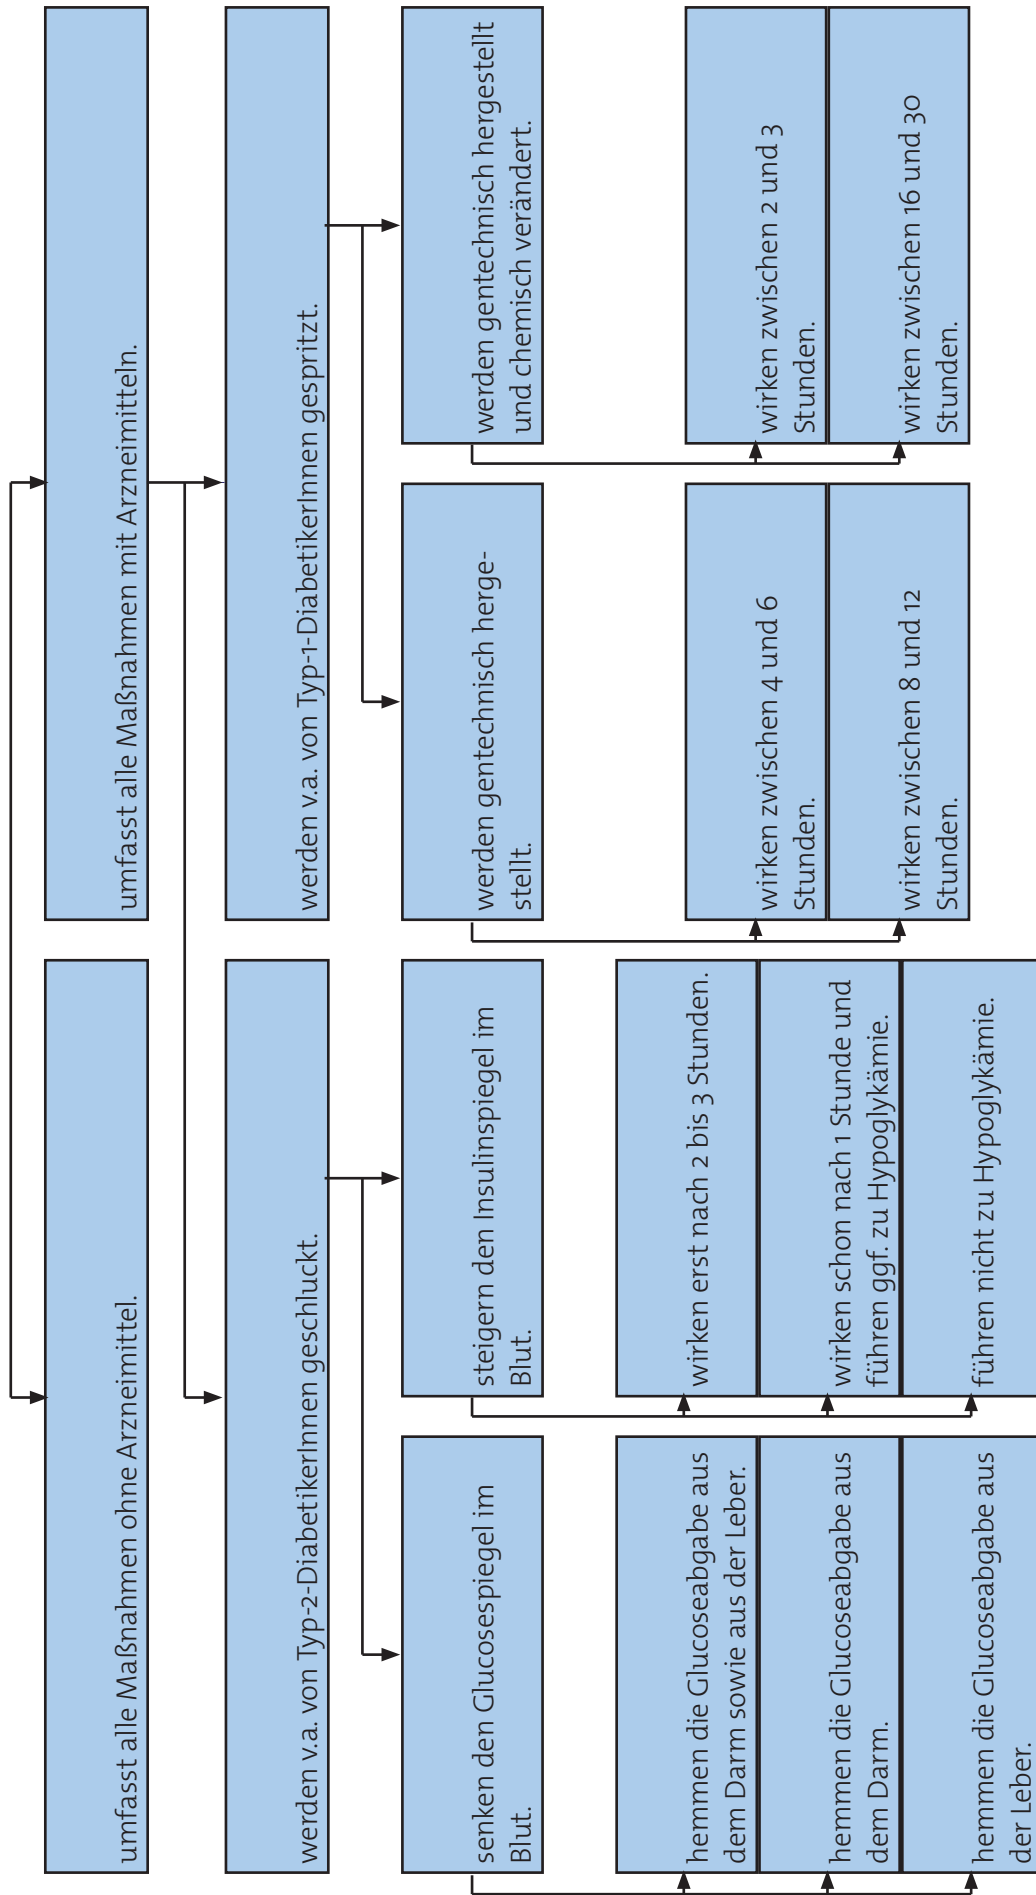 umfasst alle Maßnahmen ohne Arzneimittel.
umfasst alle Maßnahmen mit Arzneimitteln.
werden v.a. von Typ-2-DiabetikerInnen geschluckt.
werden v.a. von Typ-1-DiabetikerInnen gespritzt.
senken den Glucosespiegel im
Blut.
steigern den Insulinspiegel im
Blut.
werden gentechnisch herge-
stellt.
werden gentechnisch hergestellt
und chemisch verändert.
hemmen die Glucoseabgabe aus
dem Darm sowie aus der Leber.
hemmen die Glucoseabgabe aus
dem Darm.
hemmen die Glucoseabgabe aus
der Leber.
wirken erst nach 2 bis 3 Stunden.
wirken schon nach 1 Stunde und
führen ggf. zu Hypoglykämie.
führen nicht zu Hypoglykämie.
wirken zwischen 4 und 6
Stunden.
wirken zwischen 8 und 12
Stunden.
wirken zwischen 2 und 3
Stunden.
wirken zwischen 16 und 30
Stunden.